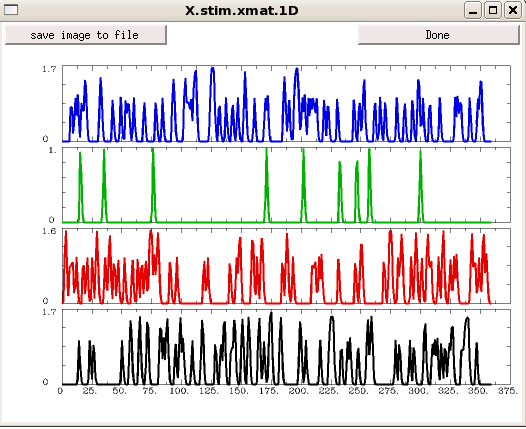 X.stim.xmat.1D
save image to file Done
1.7
0
1.
0
1.6
0
1.7
0
0 25. 50. 75. 100. 125. 150. 175. 200. 225. 250. 275. 300. 325. 350. 375.